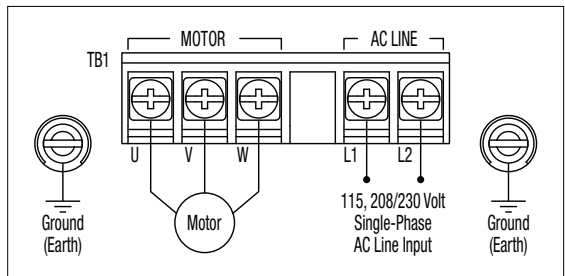 MOTOR
AC LINE
TB1
U V W L1 L2
115, 208/230 Volt
Single-Phase
AC Line Input
Motor
Ground
(Earth)
Ground
(Earth)